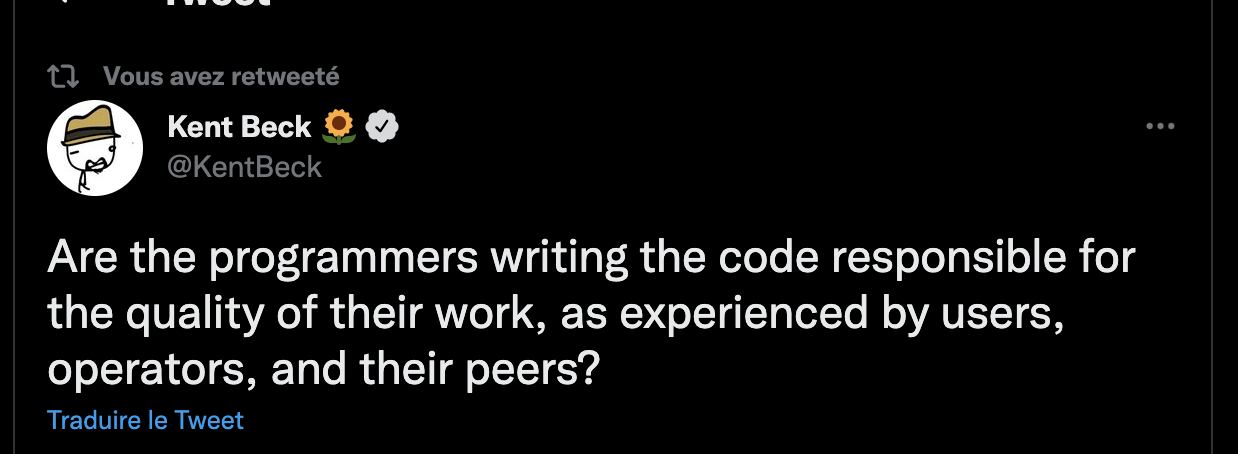 Tweet
Vous avez retweeté
Kent Beck
@KentBeck
Are the programmers writing the code responsible for
the quality of their work, as experienced by users,
operators, and their peers?
Traduire le Tweet